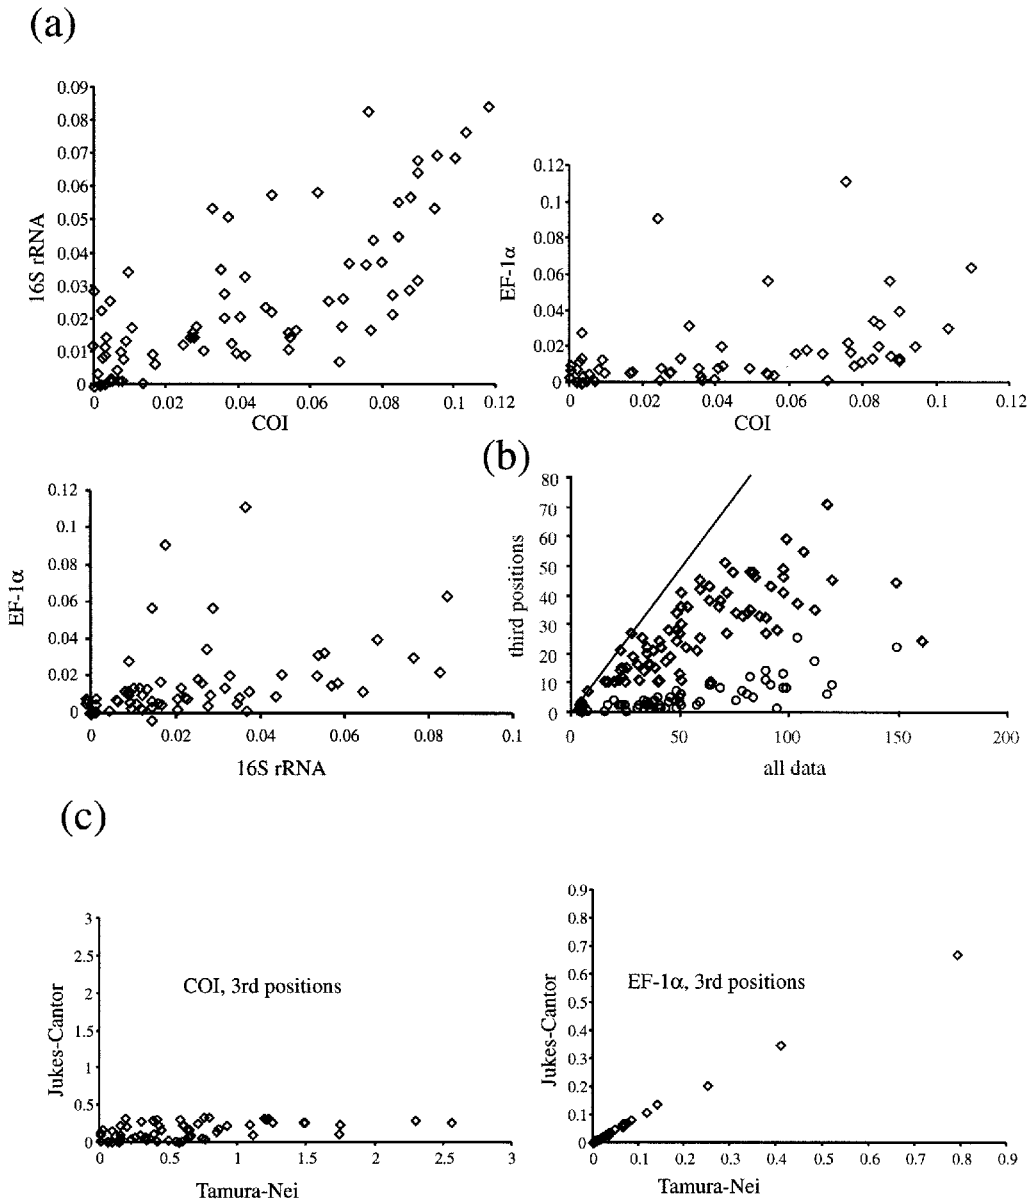 (a)
0.09
0.08
0.07
0.06
0.05
0.04
0.03
0.02
0.01
0
16S rRNA
0 0.02 0.04 0.06 0.08 0.1 0.12
COI
0.12
0.1
0.08
0.06
0.04
0.02
0
EF-1α
0 0.02 0.04 0.06 0.08 0.1 0.12
COI
0.12
0.1
0.08
0.06
0.04
0.02
0
EF-1α
0 0.02 0.04 0.06 0.08 0.1
16S rRNA
(b)
80
70
60
50
40
30
20
10
0
third positions
0 50 100 150 200
all data
(c)
3
2.5
2
1.5
1
0.5
0
Jukes-Cantor
COI, 3rd positions
0 0.5 1 1.5 2 2.5 3
Tamura-Nei
0.9
0.8
0.7
0.6
0.5
0.4
0.3
0.2
0.1
0
Jukes-Cantor
EF-1α, 3rd positions
0 0.1 0.2 0.3 0.4 0.5 0.6 0.7 0.8 0.9
Tamura-Nei